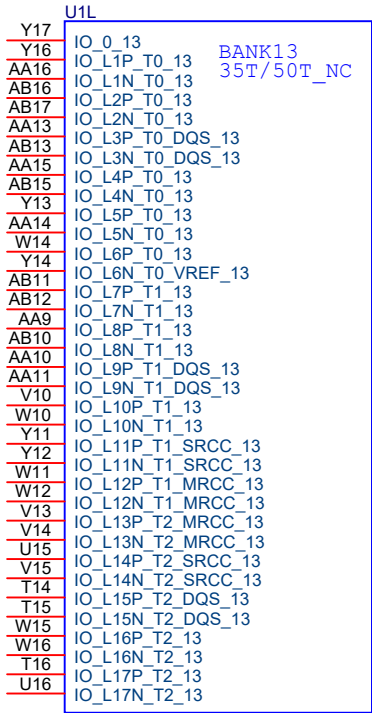 U1L
BANK13
35T/50T_NC
Y17 IO_0_13
Y16 IO_L1P_T0_13
AA16 IO_L1N_T0_13
AB16 IO_L2P_T0_13
AB17 IO_L2N_T0_13
AA13 IO_L3P_T0_DQS_13
AB13 IO_L3N_T0_DQS_13
AA15 IO_L4P_T0_13
AB15 IO_L4N_T0_13
Y13 IO_L5P_T0_13
AA14 IO_L5N_T0_13
W14 IO_L6P_T0_13
Y14 IO_L6N_T0_VREF_13
AB11 IO_L7P_T1_13
AB12 IO_L7N_T1_13
AA9 IO_L8P_T1_13
AB10 IO_L8N_T1_13
AA10 IO_L9P_T1_DQS_13
AA11 IO_L9N_T1_DQS_13
V10 IO_L10P_T1_13
W10 IO_L10N_T1_13
Y11 IO_L11P_T1_SRCC_13
Y12 IO_L11N_T1_SRCC_13
W11 IO_L12P_T1_MRCC_13
W12 IO_L12N_T1_MRCC_13
V13 IO_L13P_T2_MRCC_13
V14 IO_L13N_T2_MRCC_13
U15 IO_L14P_T2_SRCC_13
V15 IO_L14N_T2_SRCC_13
T14 IO_L15P_T2_DQS_13
T15 IO_L15N_T2_DQS_13
W15 IO_L16P_T2_13
W16 IO_L16N_T2_13
T16 IO_L17P_T2_13
U16 IO_L17N_T2_13